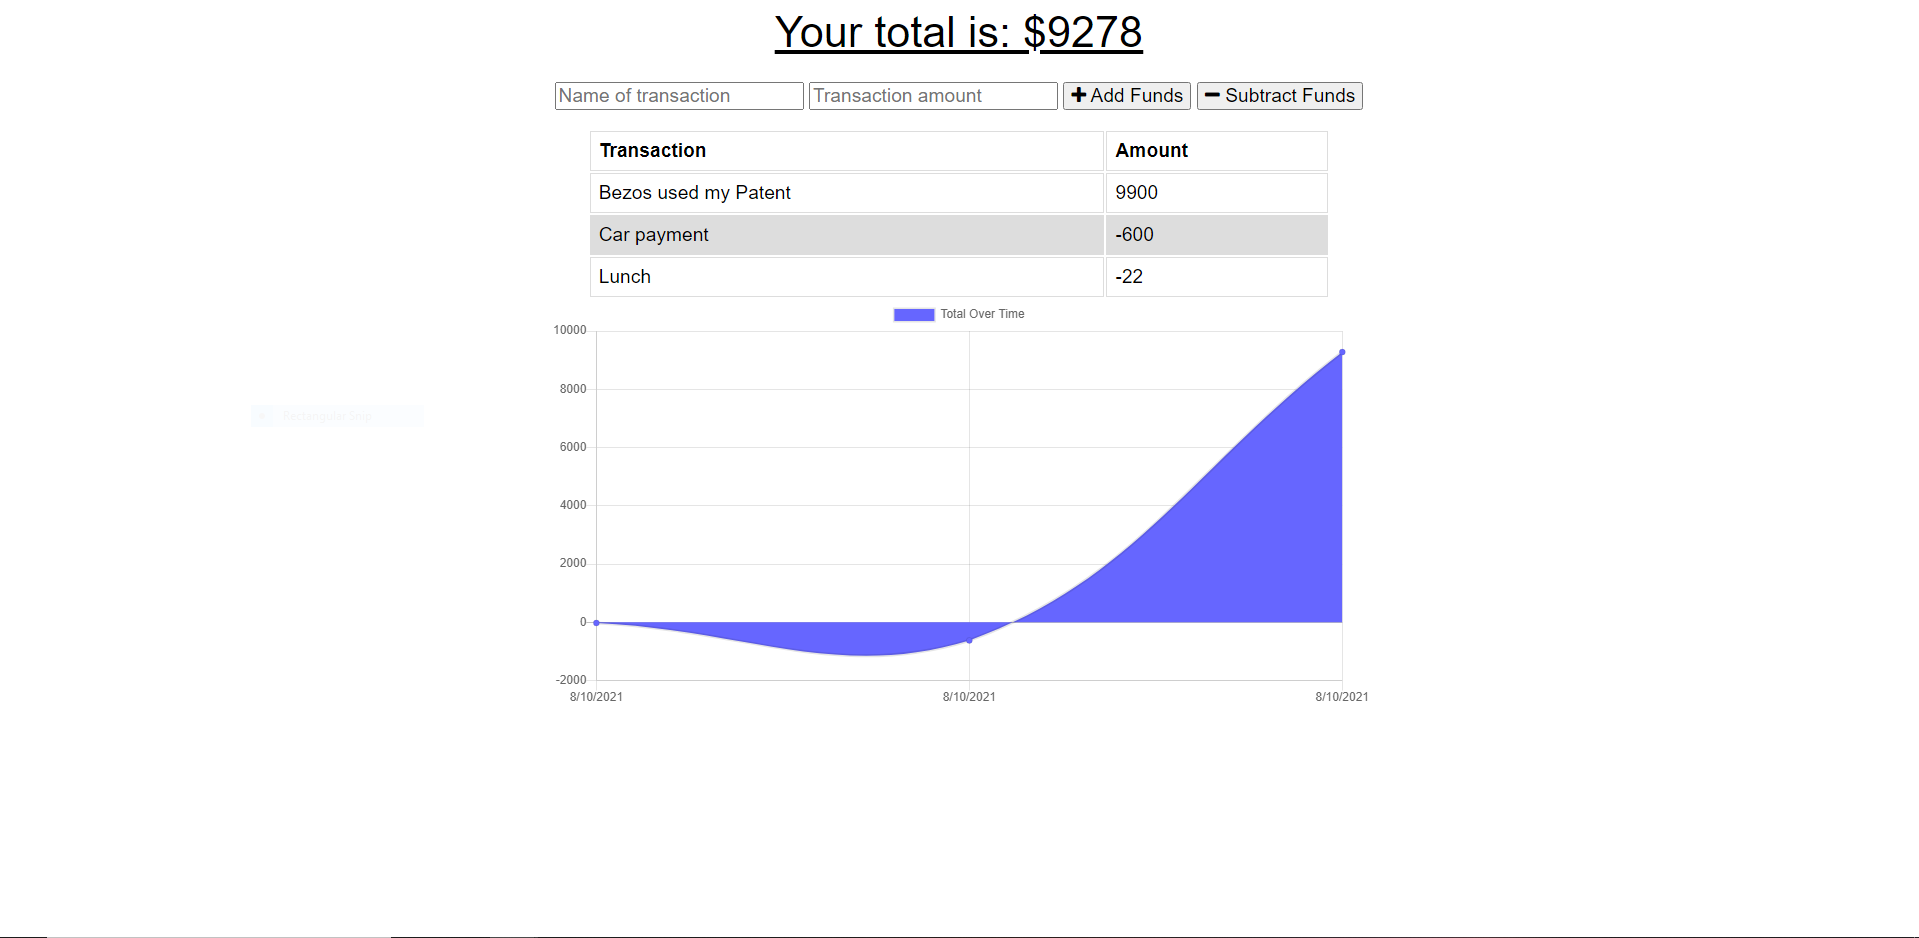 Your total is: $9278
Name of transaction Transaction amount Add Funds Subtract Funds
Transaction Amount
Bezos used my Patent 9900
Car payment -600
Lunch -22
Total Over Time
10000
8000
Rectangular Snip
6000
4000
2000
0
-2000
8/10/2021 8/10/2021 8/10/2021